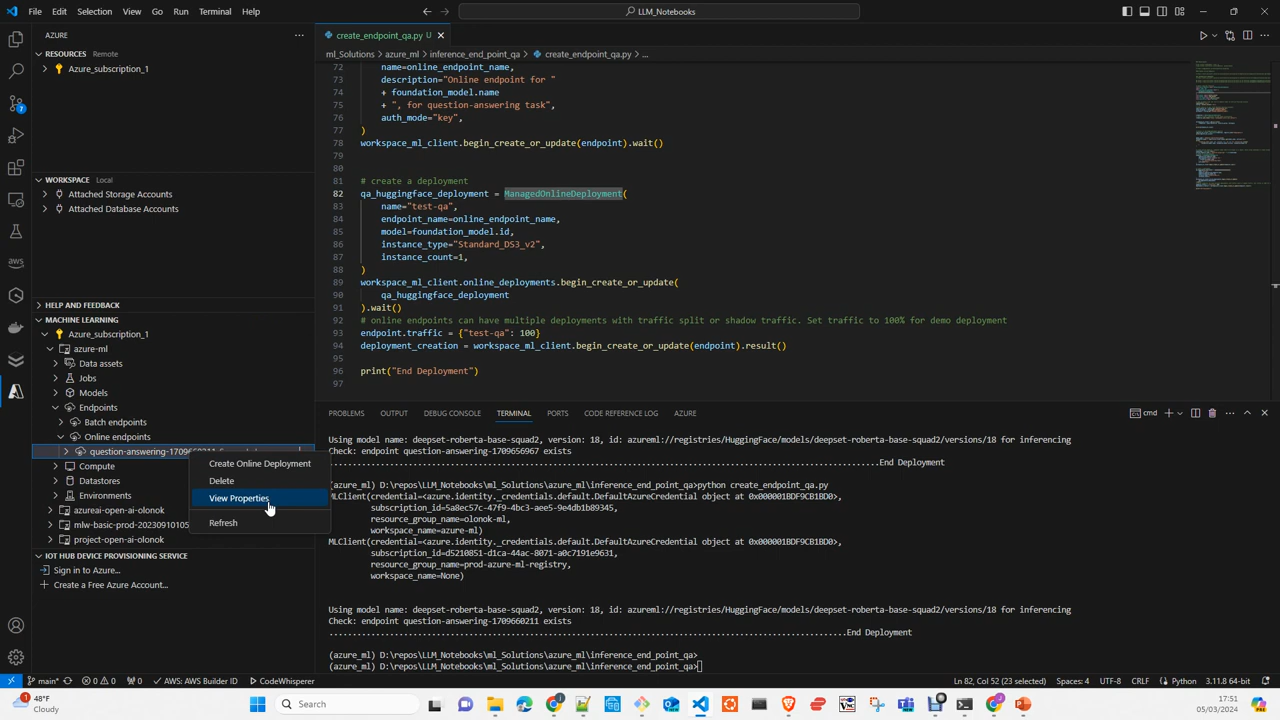 File Edit Selection View Go Run Terminal Help
LLM_Notebooks
AZURE
RESOURCES Remote
Azure_subscription_1
WORKSPACE Local
Attached Storage Accounts
Attached Database Accounts
HELP AND FEEDBACK
MACHINE LEARNING
Azure_subscription_1
azure-ml
Data assets
Jobs
Models
Endpoints
Batch endpoints
Online endpoints
question-answering-1709660211
Compute
Datastores
Environments
azureai-open-ai-olonok
mlw-basic-prod-20230910105
project-open-ai-olonok
IOT HUB DEVICE PROVISIONING SERVICE
Sign in to Azure...
Create a Free Azure Account...
Create Online Deployment
Delete
View Properties
Refresh
create_endpoint_qa.py U
ml_Solutions > azure_ml > inference_end_point_qa > create_endpoint_qa.py > ...
72 name=online_endpoint_name,
73 description="Online endpoint for "
74 + foundation_model.name
75 + ", for question-answering task",
76 auth_mode="key",
77 )
78 workspace_ml_client.begin_create_or_update(endpoint).wait()
79
80
81 # create a deployment
82 qa_huggingface_deployment = ManagedOnlineDeployment(
83 name="test-qa",
84 endpoint_name=online_endpoint_name,
85 model=foundation_model.id,
86 instance_type="Standard_DS3_v2",
87 instance_count=1,
88 )
89 workspace_ml_client.online_deployments.begin_create_or_update(
90 qa_huggingface_deployment
91 ).wait()
92 # online endpoints can have multiple deployments with traffic split or shadow traffic. Set traffic to 100% for demo deployment
93 endpoint.traffic = {"test-qa": 100}
94 deployment_creation = workspace_ml_client.begin_create_or_update(endpoint).result()
95
96 print("End Deployment")
97
PROBLEMS OUTPUT DEBUG CONSOLE TERMINAL PORTS CODE REFERENCE LOG AZURE
cmd
Using model name: deepset-roberta-base-squad2, version: 18, id: azureml://registries/HuggingFace/models/deepset-roberta-base-squad2/versions/18 for inferencing
Check: endpoint question-answering-1709656967 exists
..............................................................................................................End Deployment
(azure_ml) D:\repos\LLM_Notebooks\ml_Solutions\azure_ml\inference_end_point_qa>python create_endpoint_qa.py
MLClient(credential=<azure.identity._credentials.default.DefaultAzureCredential object at 0x000001BDF9CB1BD0>,
subscription_id=5a8ec57c-47f9-4bc3-aee5-9e4db1b89345,
resource_group_name=olonok-ml,
workspace_name=azure-ml)
MLClient(credential=<azure.identity._credentials.default.DefaultAzureCredential object at 0x000001BDF9CB1BD0>,
subscription_id=d5210851-d1ca-44ac-8071-a0c7191e9631,
resource_group_name=prod-azure-ml-registry,
workspace_name=None)
Using model name: deepset-roberta-base-squad2, version: 18, id: azureml://registries/HuggingFace/models/deepset-roberta-base-squad2/versions/18 for inferencing
Check: endpoint question-answering-1709660211 exists
........................................................................................................End Deployment
(azure_ml) D:\repos\LLM_Notebooks\ml_Solutions\azure_ml\inference_end_point_qa>
(azure_ml) D:\repos\LLM_Notebooks\ml_Solutions\azure_ml\inference_end_point_qa>
main* 0 0 0 AWS: AWS Builder ID CodeWhisperer Ln 82, Col 52 (23 selected) Spaces: 4 UTF-8 CRLF Python 3.11.8 64-bit
48°F
Cloudy
Search
17:51
05/03/2024